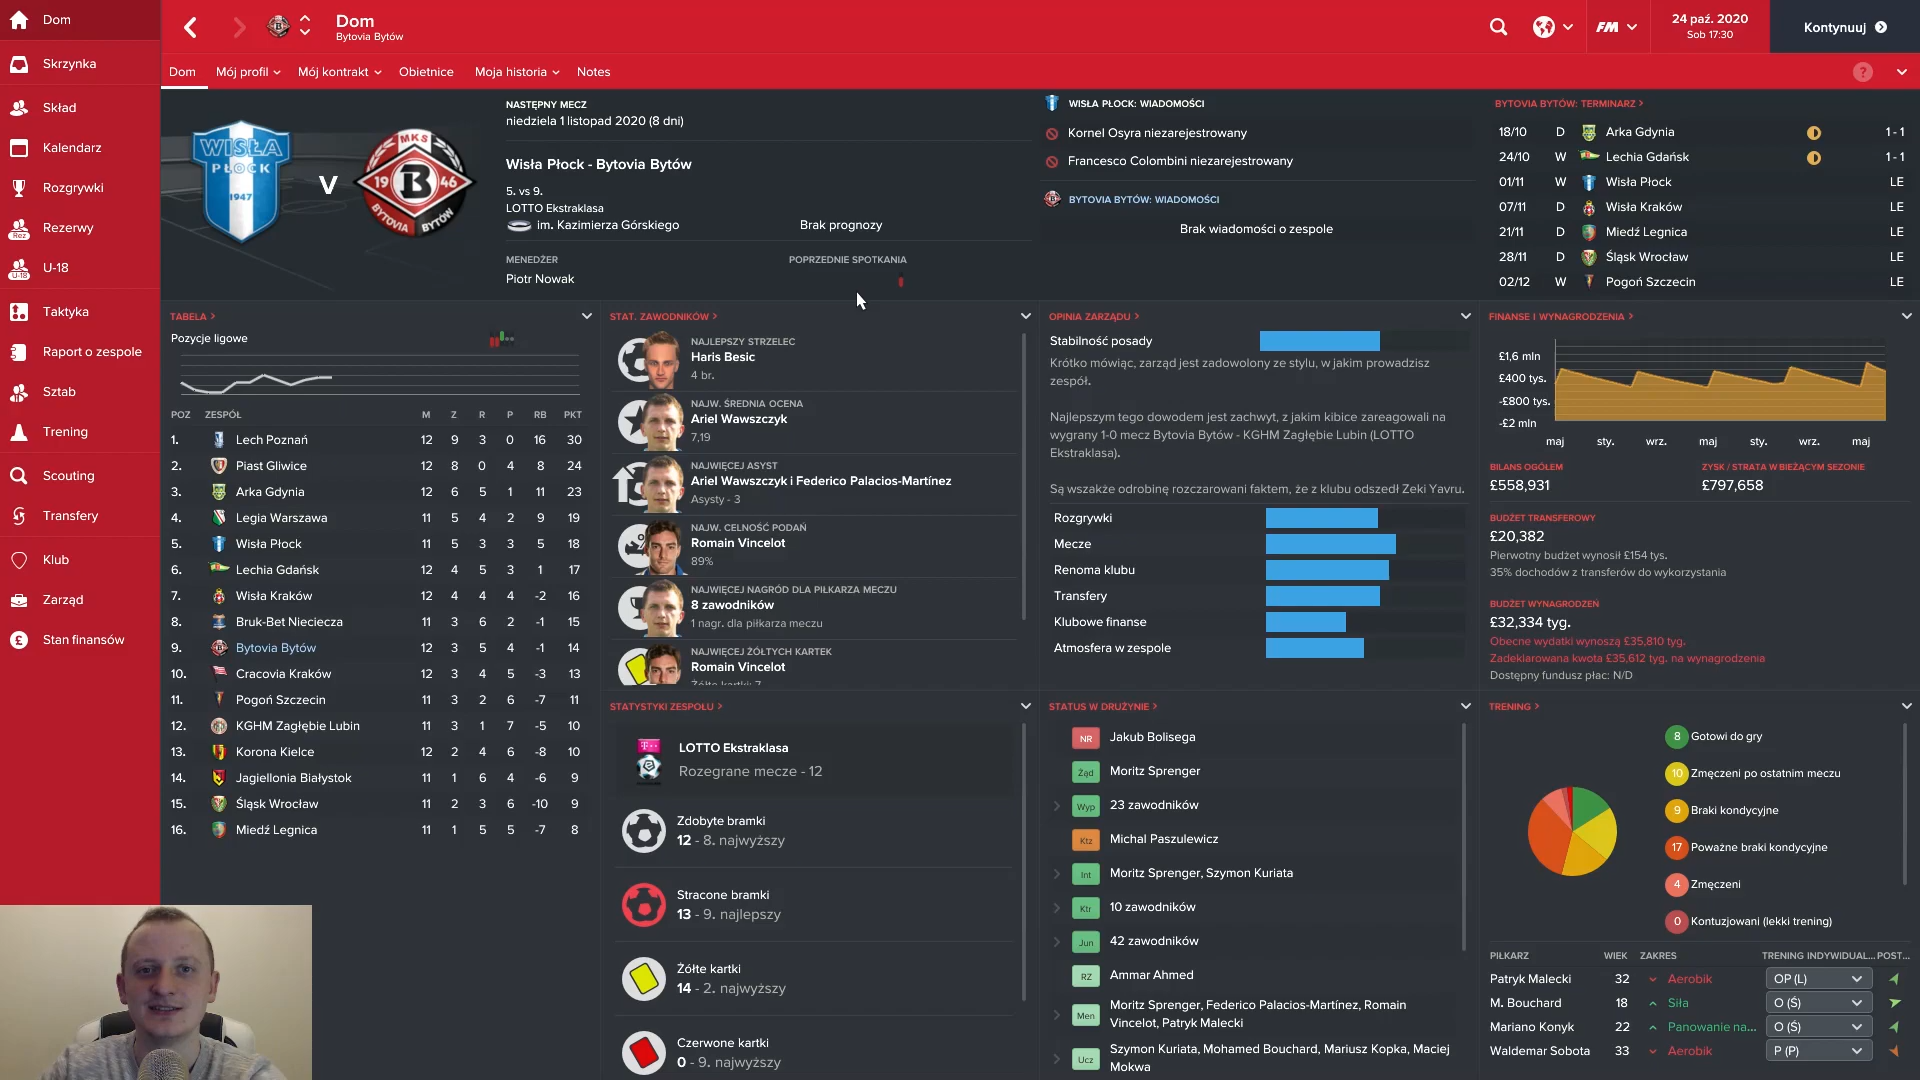 Dom
Skrzynka
Skład
Kalendarz
Rozgrywki
Rezerwy
U-18
Taktyka
Raport o zespole
Sztab
Trening
Scouting
Transfery
Klub
Zarząd
Stan finansów
Dom
Bytovia Bytów
FM
24 paź. 2020
Sob 17:30
Kontynuuj
Dom Mój profil Mój kontrakt Obietnice Moja historia Notes
NASTĘPNY MECZ
niedziela 1 listopad 2020 (8 dni)
WISŁA
PŁOCK
1947
V
MKS
19 B 46
BYTOVIA BYTÓW
Wisła Płock - Bytovia Bytów
5. vs 9.
LOTTO Ekstraklasa
im. Kazimierza Górskiego
Brak prognozy
MENEDŻER
Piotr Nowak
POPRZEDNIE SPOTKANIA
WISŁA PŁOCK: WIADOMOŚCI
Kornel Osyra niezarejestrowany
Francesco Colombini niezarejestrowany
BYTOVIA BYTÓW: WIADOMOŚCI
Brak wiadomości o zespole
BYTOVIA BYTÓW: TERMINARZ
18/10 D Arka Gdynia 1 - 1
24/10 W Lechia Gdańsk 1 - 1
01/11 W Wisła Płock LE
07/11 D Wisła Kraków LE
21/11 D Miedź Legnica LE
28/11 D Śląsk Wrocław LE
02/12 W Pogoń Szczecin LE
TABELA
Pozycje ligowe
POZ ZESPÓŁ M Z R P RB PKT
1. Lech Poznań 12 9 3 0 16 30
2. Piast Gliwice 12 8 0 4 8 24
3. Arka Gdynia 12 6 5 1 11 23
4. Legia Warszawa 11 5 4 2 9 19
5. Wisła Płock 11 5 3 3 5 18
6. Lechia Gdańsk 12 4 5 3 1 17
7. Wisła Kraków 12 4 4 4 -2 16
8. Bruk-Bet Nieciecza 11 3 6 2 -1 15
9. Bytovia Bytów 12 3 5 4 -1 14
10. Cracovia Kraków 12 3 4 5 -3 13
11. Pogoń Szczecin 11 3 2 6 -7 11
12. KGHM Zagłębie Lubin 11 3 1 7 -5 10
13. Korona Kielce 12 2 4 6 -8 10
14. Jagiellonia Białystok 11 1 6 4 -6 9
15. Śląsk Wrocław 11 2 3 6 -10 9
16. Miedź Legnica 11 1 5 5 -7 8
STAT. ZAWODNIKÓW
NAJLEPSZY STRZELEC
Haris Besic
4 br.
NAJW. ŚREDNIA OCENA
Ariel Wawszczyk
7,19
NAJWIĘCEJ ASYST
Ariel Wawszczyk i Federico Palacios-Martínez
Asysty - 3
NAJW. CELNOŚĆ PODAŃ
Romain Vincelot
89%
NAJWIĘCEJ NAGRÓD DLA PIŁKARZA MECZU
8 zawodników
1 nagr. dla piłkarza meczu
NAJWIĘCEJ ŻÓŁTYCH KARTEK
Romain Vincelot
Żółte kartki: 7
STATYSTYKI ZESPOŁU
LOTTO Ekstraklasa
Rozegrane mecze - 12
Zdobyte bramki
12 - 8. najwyższy
Stracone bramki
13 - 9. najlepszy
Żółte kartki
14 - 2. najwyższy
Czerwone kartki
0 - 9. najwyższy
OPINIA ZARZĄDU
Stabilność posady
Krótko mówiąc, zarząd jest zadowolony ze stylu, w jakim prowadzisz
zespół.
Najlepszym tego dowodem jest zachwyt, z jakim kibice zareagowali na
wygrany 1-0 mecz Bytovia Bytów - KGHM Zagłębie Lubin (LOTTO
Ekstraklasa).
Są wszakże odrobinę rozczarowani faktem, że z klubu odszedł Zeki Yavru.
Rozgrywki
Mecze
Renoma klubu
Transfery
Klubowe finanse
Atmosfera w zespole
STATUS W DRUŻYNIE
NR Jakub Bolisega
Żąd Moritz Sprenger
Wyp 23 zawodników
Ktz Michal Paszulewicz
Int Moritz Sprenger, Szymon Kuriata
Ktr 10 zawodników
Jun 42 zawodników
RZ Ammar Ahmed
Men Moritz Sprenger, Federico Palacios-Martínez, Romain
Vincelot, Patryk Malecki
Ucz Szymon Kuriata, Mohamed Bouchard, Mariusz Kopka, Maciej
Mokwa
FINANSE I WYNAGRODZENIA
£1,6 mln
£400 tys.
-£800 tys.
-£2 mln
maj sty. wrz. maj sty. wrz. maj
BILANS OGÓŁEM
£558,931
ZYSK / STRATA W BIEŻĄCYM SEZONIE
£797,658
BUDŻET TRANSFEROWY
£20,382
Pierwotny budżet wynosił £154 tys.
35% dochodów z transferów do wykorzystania
BUDŻET WYNAGRODZEŃ
£32,334 tyg.
Obecne wydatki wynoszą £35,810 tyg.
Zadeklarowana kwota £35,612 tyg. na wynagrodzenia
Dostępny fundusz płac: N/D
TRENING
8 Gotowi do gry
10 Zmęczeni po ostatnim meczu
9 Braki kondycyjne
17 Poważne braki kondycyjne
4 Zmęczeni
0 Kontuzjowani (lekki trening)
PIŁKARZ WIEK ZAKRES TRENING INDYWIDUAL... POST...
Patryk Malecki 32 Aerobik OP (L)
M. Bouchard 18 Siła O (Ś)
Mariano Konyk 22 Panowanie na... O (Ś)
Waldemar Sobota 33 Aerobik P (P)